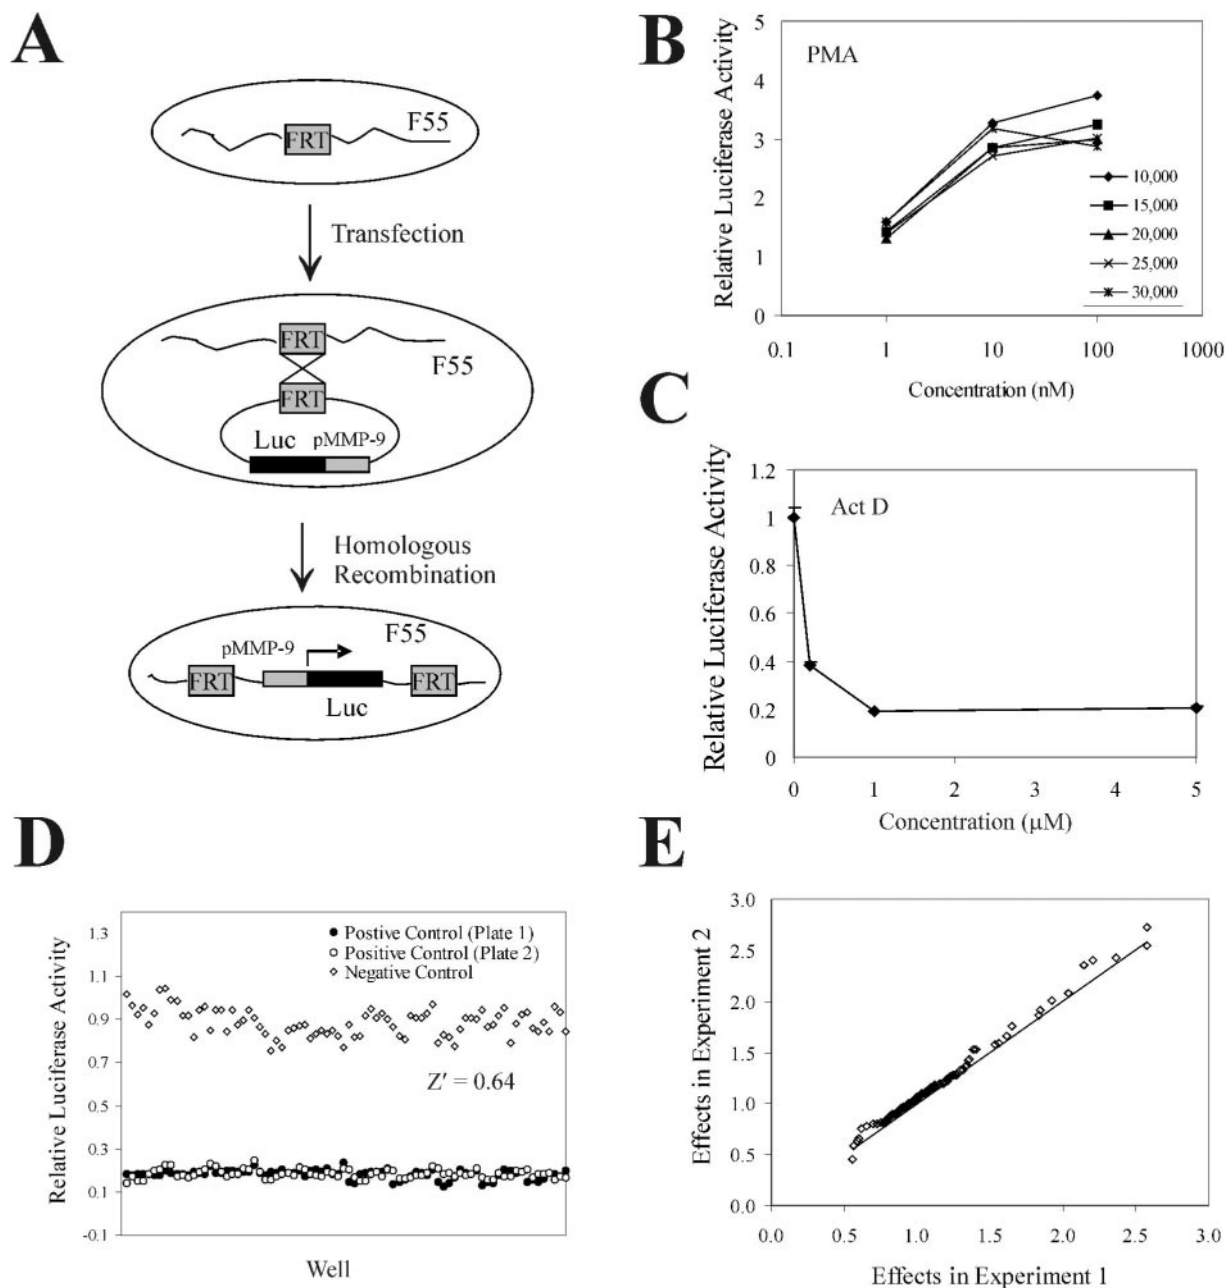 A
FRT
F55
Transfection
FRT
F55
FRT
Luc pMMP-9
Homologous
Recombination
F55
pMMP-9
FRT
FRT
Luc
B
PMA
Relative Luciferase Activity
5
4
3
2
1
0
0.1 1 10 100 1000
Concentration (nM)
10,000
15,000
20,000
25,000
30,000
C
Act D
Relative Luciferase Activity
1.2
1
0.8
0.6
0.4
0.2
0
0 1 2 3 4 5
Concentration (μM)
D
Relative Luciferase Activity
1.3
1.1
0.9
0.7
0.5
0.3
0.1
-0.1
Postive Control (Plate 1)
Positive Control (Plate 2)
Negative Control
Z' = 0.64
Well
E
Effects in Experiment 2
3.0
2.5
2.0
1.5
1.0
0.5
0.0
0.0 0.5 1.0 1.5 2.0 2.5 3.0
Effects in Experiment 1